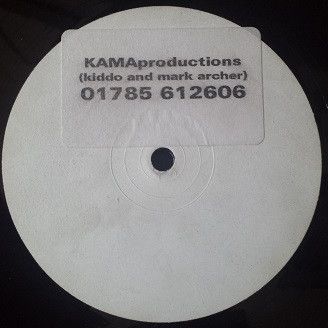 KAMAproductions
(kiddo and mark archer)
01785 612606